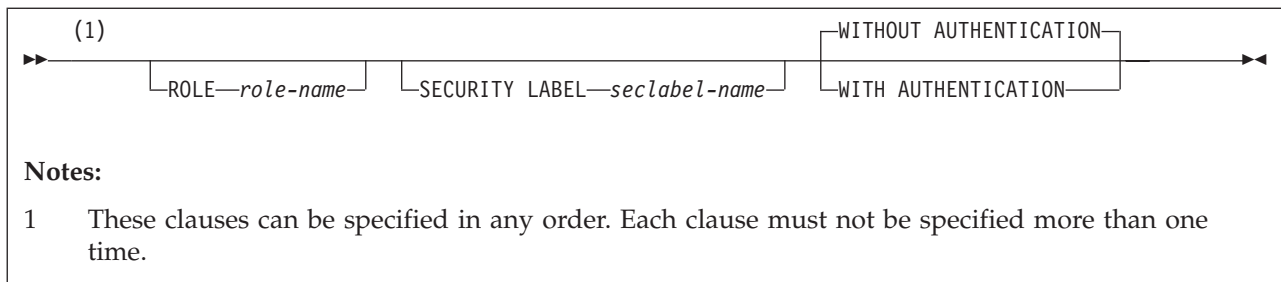 (1)
WITHOUT AUTHENTICATION
ROLE role-name SECURITY LABEL seclabel-name WITH AUTHENTICATION
Notes:
1 These clauses can be specified in any order. Each clause must not be specified more than one
time.